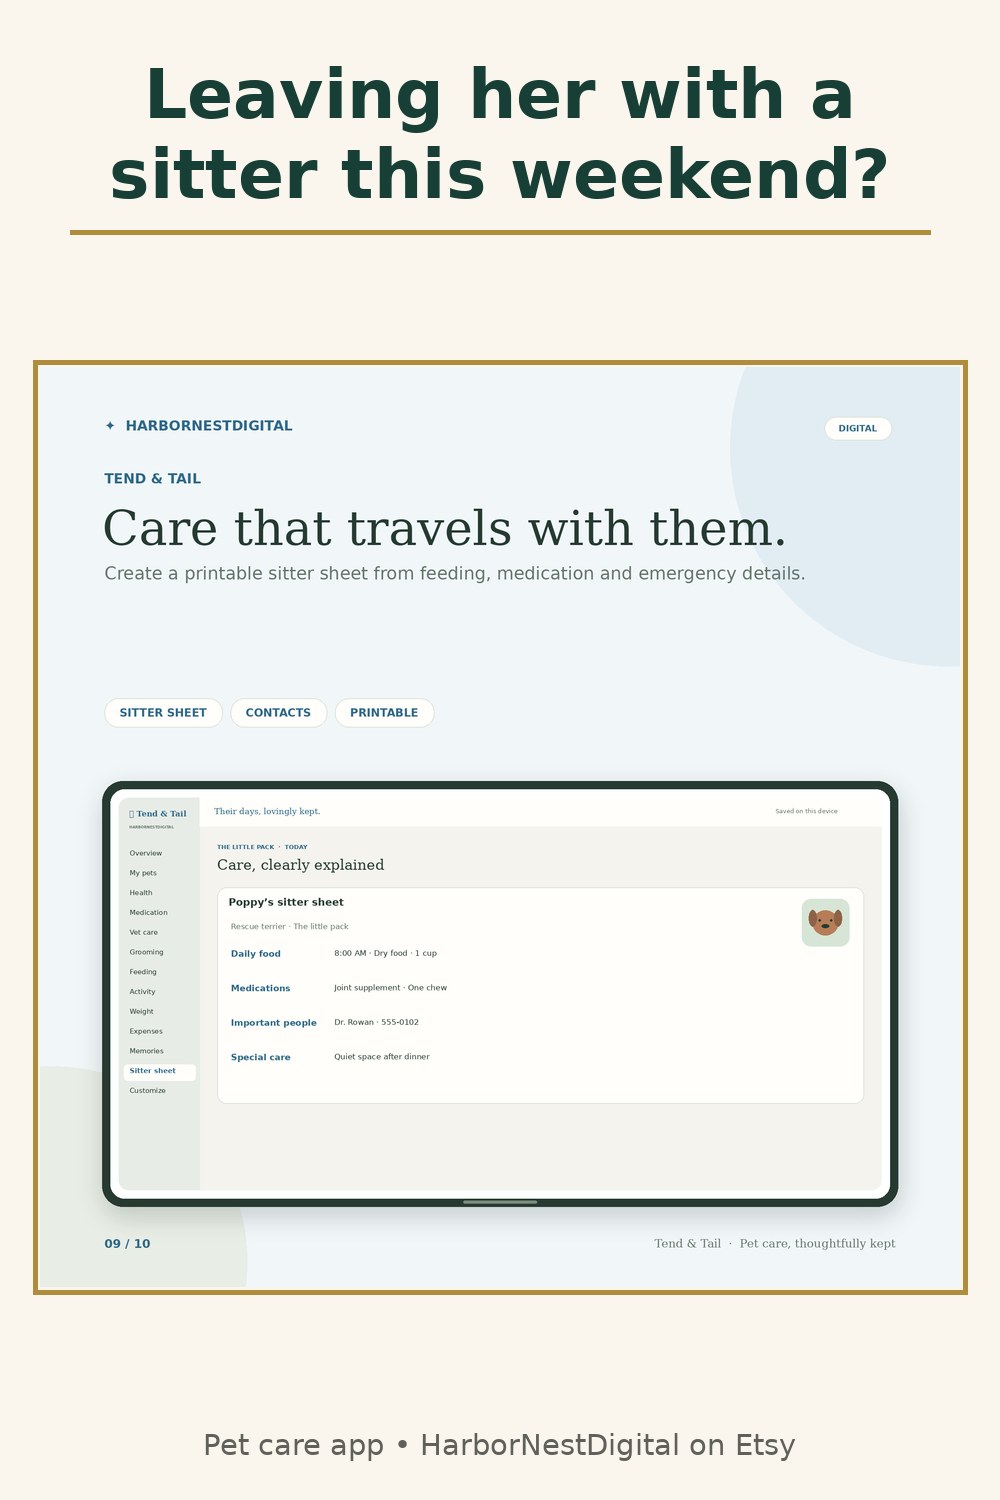 Leaving her with a
sitter this weekend?
✦ HARBORNESTDIGITAL
DIGITAL
TEND & TAIL
Care that travels with them.
Create a printable sitter sheet from feeding, medication and emergency details.
SITTER SHEET
CONTACTS
PRINTABLE
Tend & Tail
HARBORNESTDIGITAL
Overview
My pets
Health
Medication
Vet care
Grooming
Feeding
Activity
Weight
Expenses
Memories
Sitter sheet
Customize
Their days, lovingly kept.
Saved on this device
THE LITTLE PACK · TODAY
Care, clearly explained
Poppy’s sitter sheet
Rescue terrier · The little pack
Daily food 8:00 AM · Dry food · 1 cup
Medications Joint supplement · One chew
Important people Dr. Rowan · 555-0102
Special care Quiet space after dinner
09 / 10
Tend & Tail · Pet care, thoughtfully kept
Pet care app • HarborNestDigital on Etsy